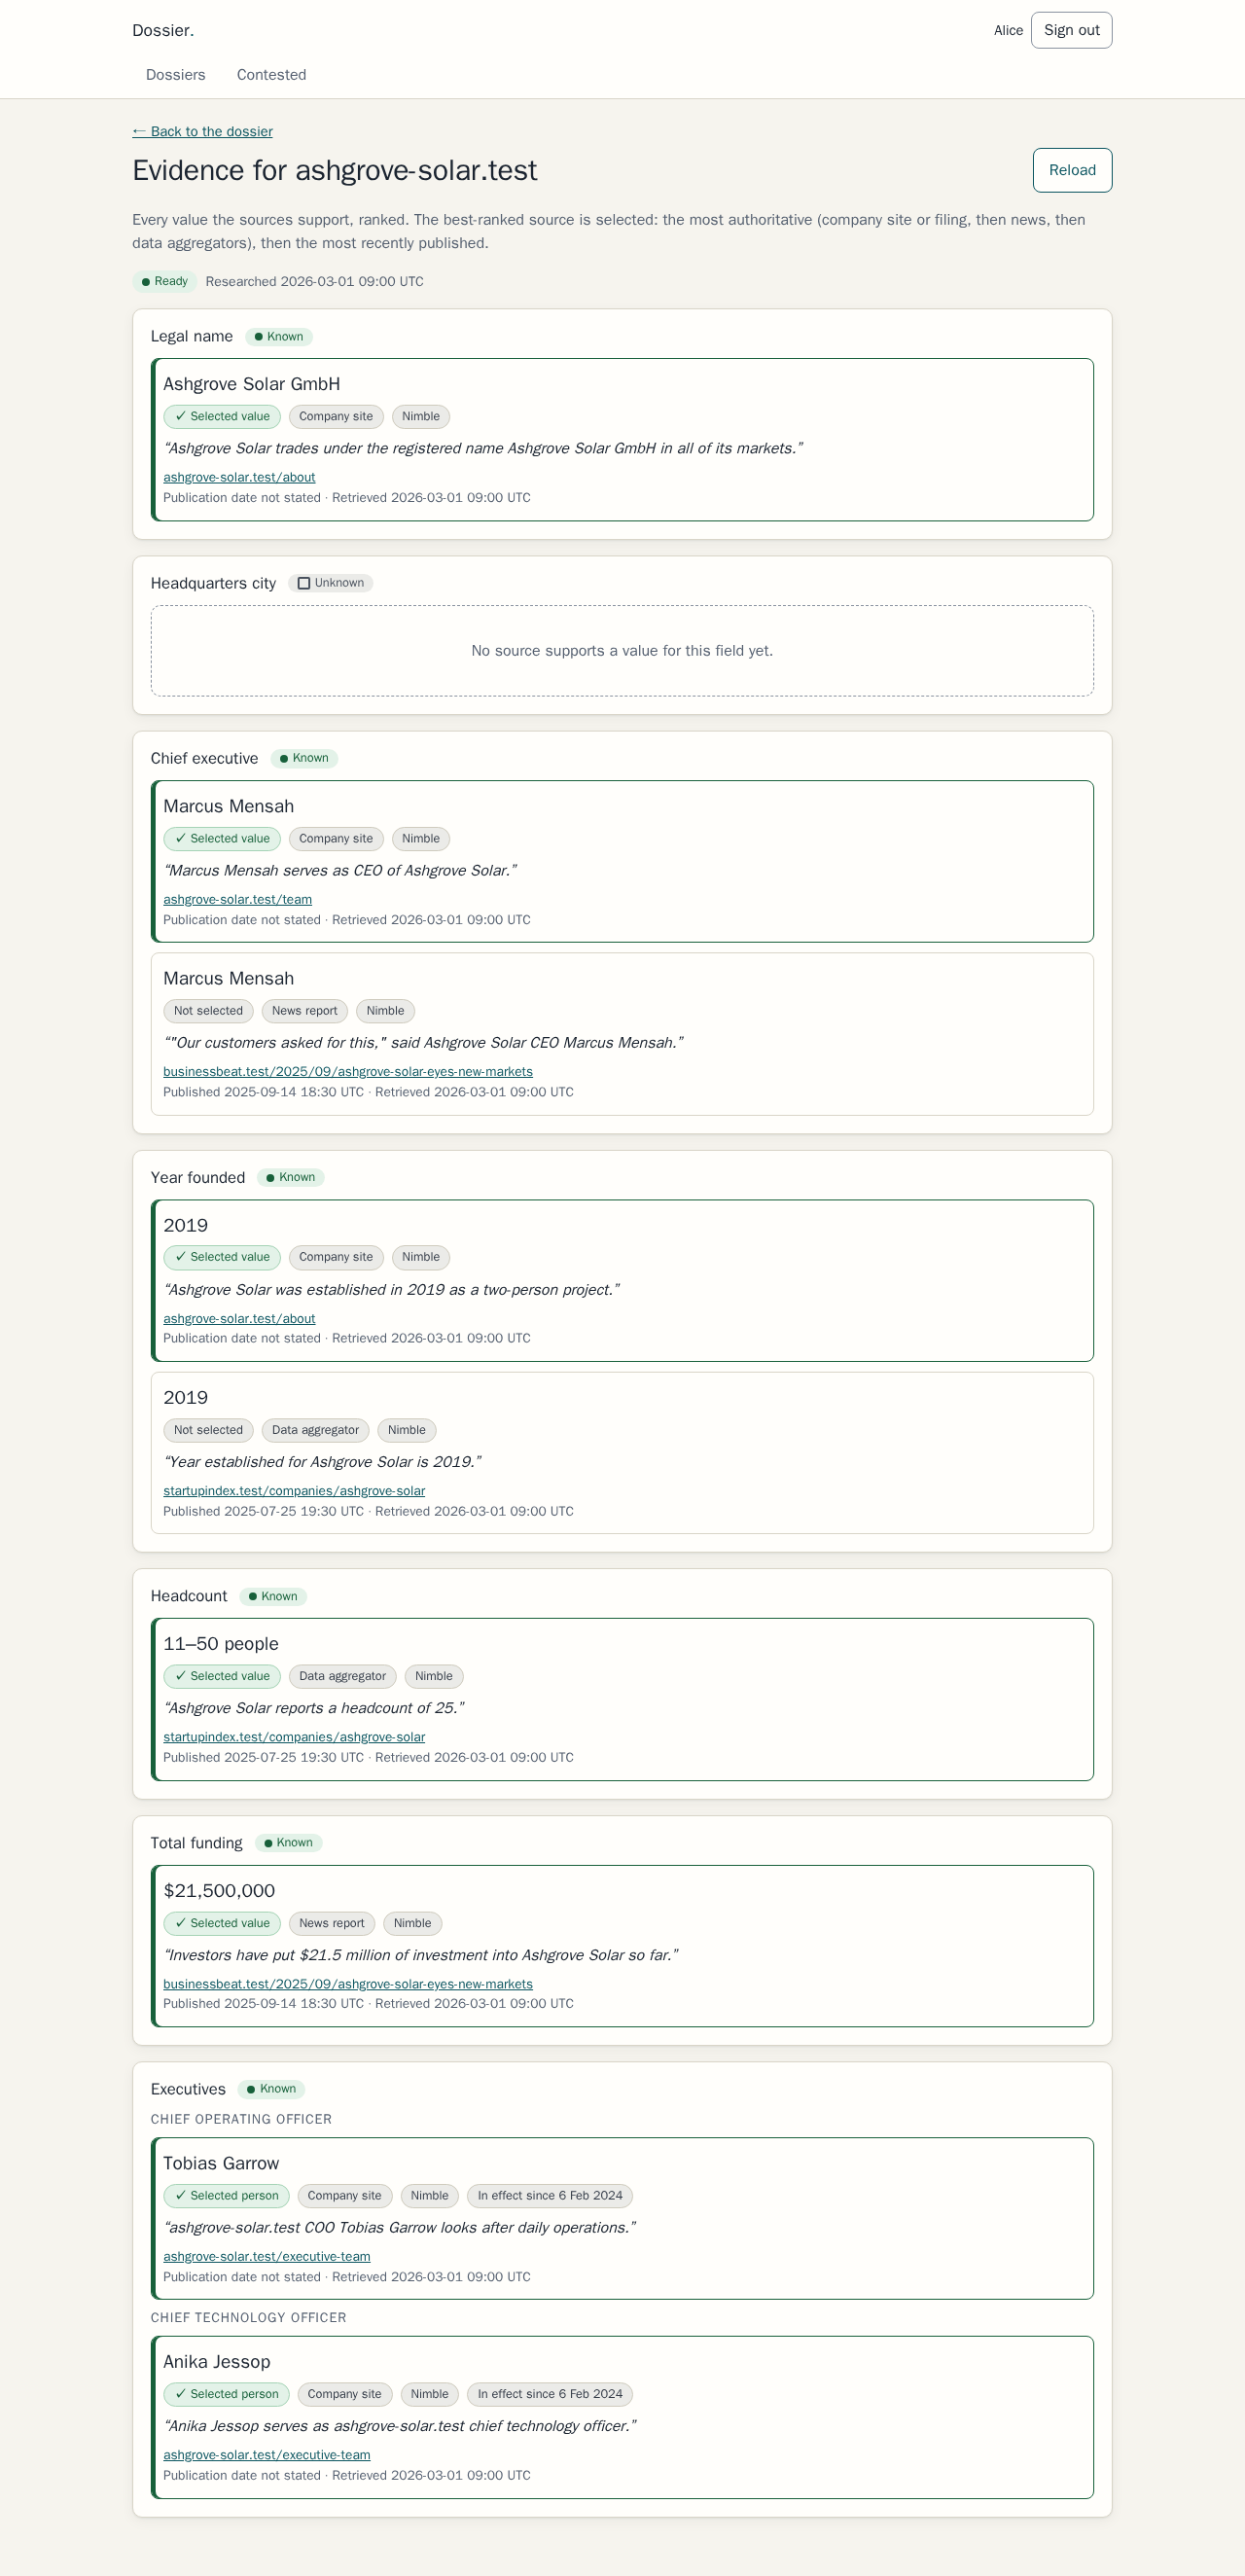 Dossier.
Alice
Sign out
Dossiers
Contested
← Back to the dossier
Evidence for ashgrove-solar.test
Reload
Every value the sources support, ranked. The best-ranked source is selected: the most authoritative (company site or filing, then news, then
data aggregators), then the most recently published.
Ready
Researched 2026-03-01 09:00 UTC
Legal name
Known
Ashgrove Solar GmbH
✓ Selected value
Company site
Nimble
“Ashgrove Solar trades under the registered name Ashgrove Solar GmbH in all of its markets.”
ashgrove-solar.test/about
Publication date not stated · Retrieved 2026-03-01 09:00 UTC
Headquarters city
Unknown
No source supports a value for this field yet.
Chief executive
Known
Marcus Mensah
✓ Selected value
Company site
Nimble
“Marcus Mensah serves as CEO of Ashgrove Solar.”
ashgrove-solar.test/team
Publication date not stated · Retrieved 2026-03-01 09:00 UTC
Marcus Mensah
Not selected
News report
Nimble
“"Our customers asked for this," said Ashgrove Solar CEO Marcus Mensah.”
businessbeat.test/2025/09/ashgrove-solar-eyes-new-markets
Published 2025-09-14 18:30 UTC · Retrieved 2026-03-01 09:00 UTC
Year founded
Known
2019
✓ Selected value
Company site
Nimble
“Ashgrove Solar was established in 2019 as a two-person project.”
ashgrove-solar.test/about
Publication date not stated · Retrieved 2026-03-01 09:00 UTC
2019
Not selected
Data aggregator
Nimble
“Year established for Ashgrove Solar is 2019.”
startupindex.test/companies/ashgrove-solar
Published 2025-07-25 19:30 UTC · Retrieved 2026-03-01 09:00 UTC
Headcount
Known
11–50 people
✓ Selected value
Data aggregator
Nimble
“Ashgrove Solar reports a headcount of 25.”
startupindex.test/companies/ashgrove-solar
Published 2025-07-25 19:30 UTC · Retrieved 2026-03-01 09:00 UTC
Total funding
Known
$21,500,000
✓ Selected value
News report
Nimble
“Investors have put $21.5 million of investment into Ashgrove Solar so far.”
businessbeat.test/2025/09/ashgrove-solar-eyes-new-markets
Published 2025-09-14 18:30 UTC · Retrieved 2026-03-01 09:00 UTC
Executives
Known
CHIEF OPERATING OFFICER
Tobias Garrow
✓ Selected person
Company site
Nimble
In effect since 6 Feb 2024
“ashgrove-solar.test COO Tobias Garrow looks after daily operations.”
ashgrove-solar.test/executive-team
Publication date not stated · Retrieved 2026-03-01 09:00 UTC
CHIEF TECHNOLOGY OFFICER
Anika Jessop
✓ Selected person
Company site
Nimble
In effect since 6 Feb 2024
“Anika Jessop serves as ashgrove-solar.test chief technology officer.”
ashgrove-solar.test/executive-team
Publication date not stated · Retrieved 2026-03-01 09:00 UTC